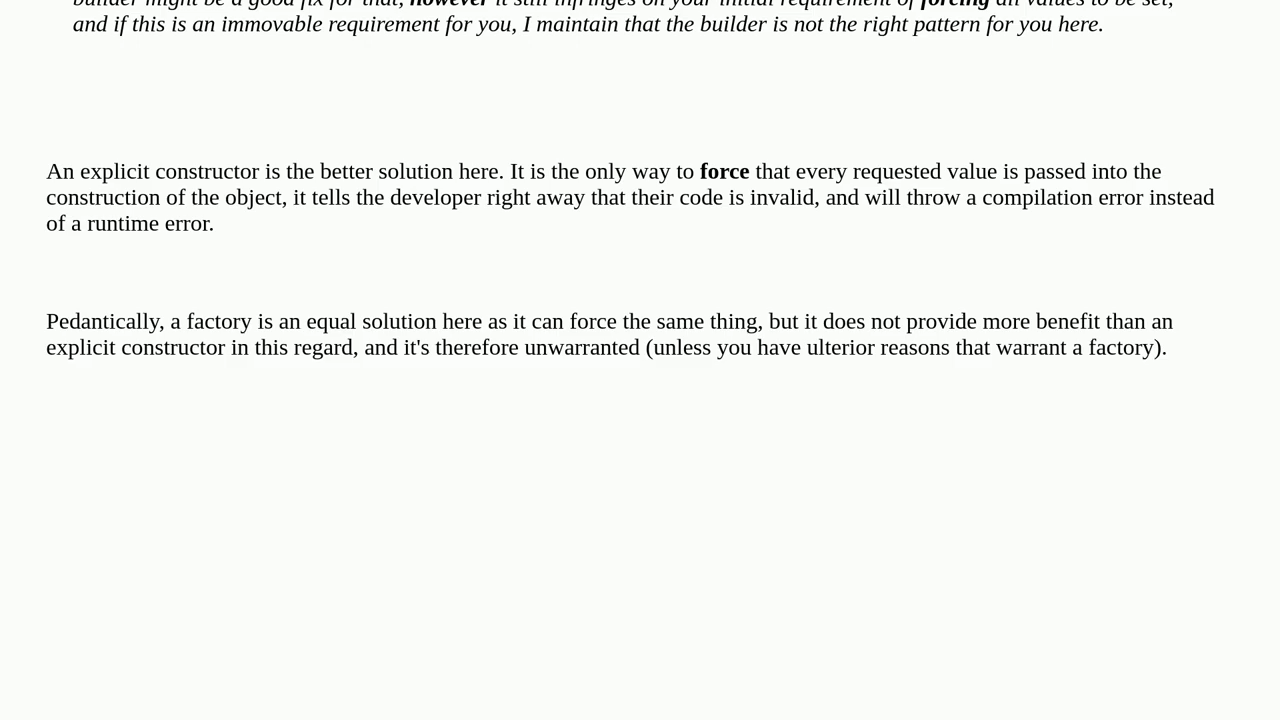 builder might be a good fix for that, however it still infringes on your initial requirement of forcing all values to be set,
and if this is an immovable requirement for you, I maintain that the builder is not the right pattern for you here.
An explicit constructor is the better solution here. It is the only way to force that every requested value is passed into the
construction of the object, it tells the developer right away that their code is invalid, and will throw a compilation error instead
of a runtime error.
Pedantically, a factory is an equal solution here as it can force the same thing, but it does not provide more benefit than an
explicit constructor in this regard, and it's therefore unwarranted (unless you have ulterior reasons that warrant a factory).